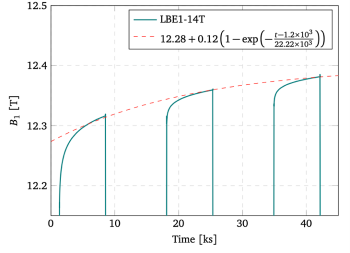 12.5
12.4
12.3
12.2
B₁ [T]
LBE1-14T
12.28 + 0.12(1 − exp(−(t−1.2×10³)/(22.22×10³)))
0 10 20 30 40
Time [ks]